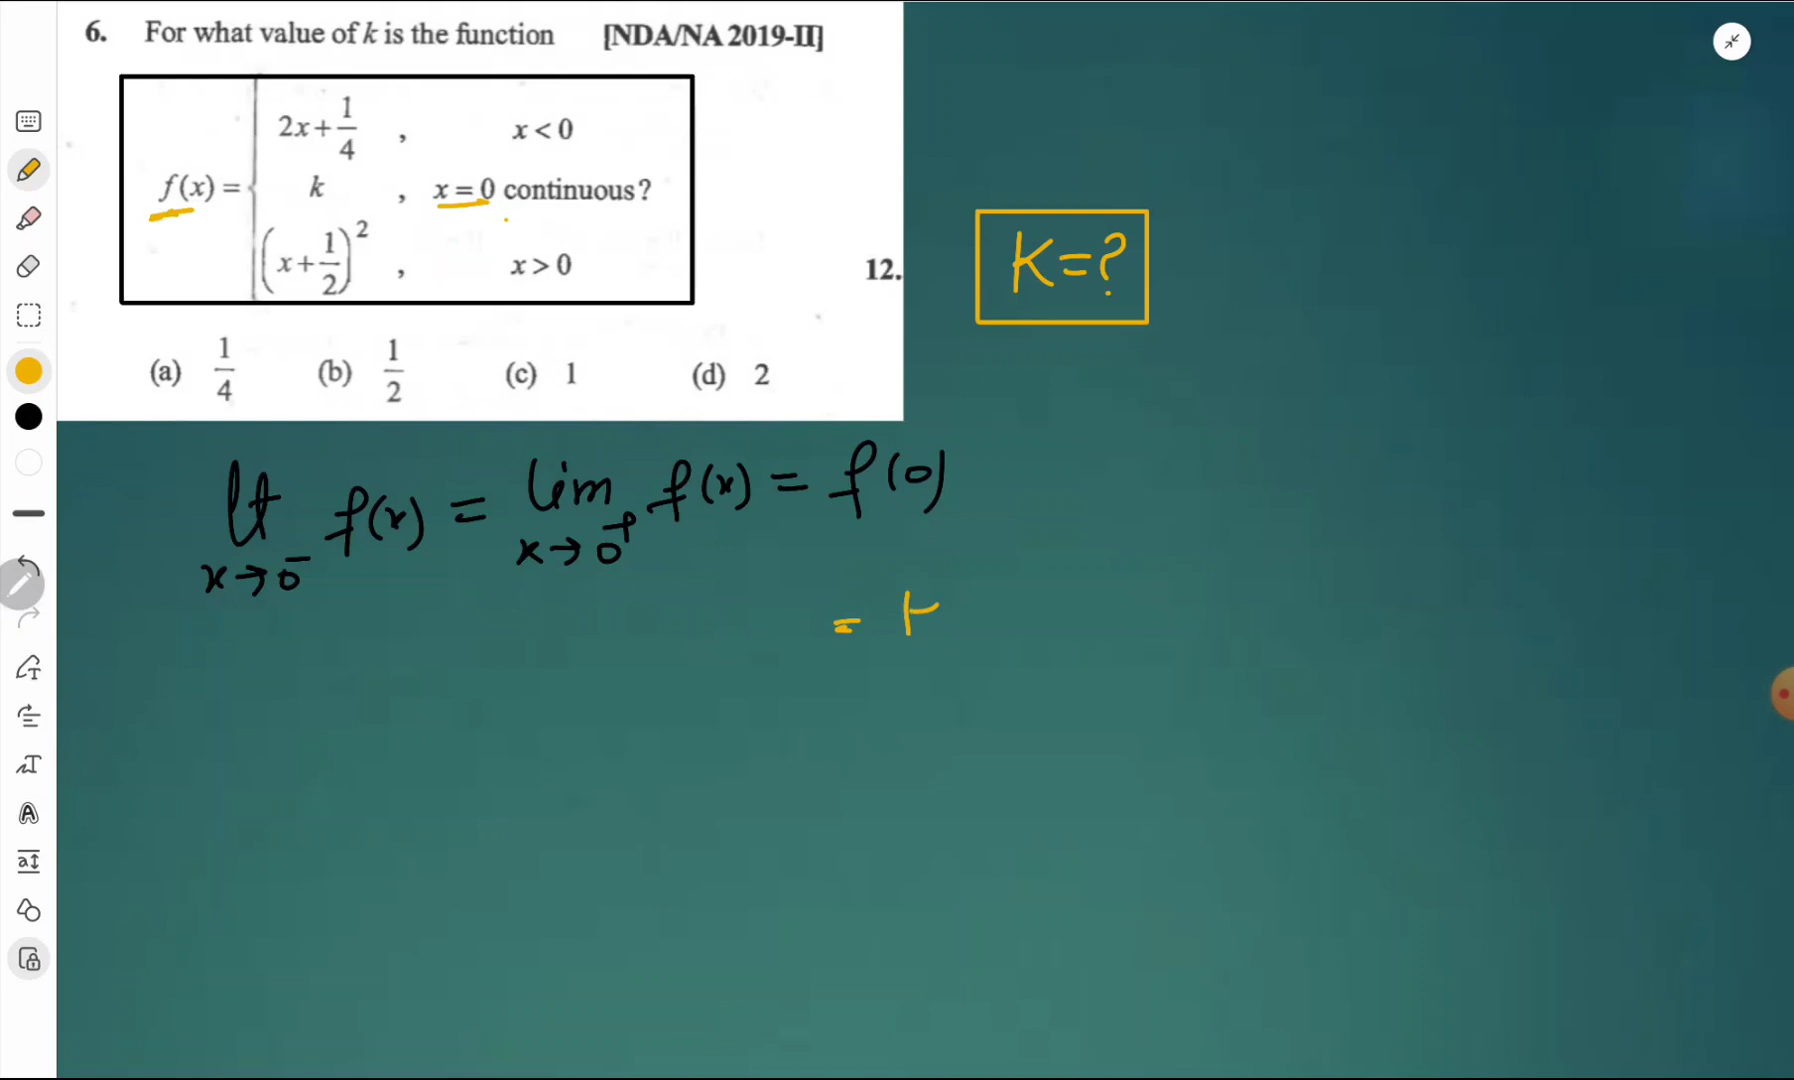 6. For what value of k is the function [NDA/NA 2019-II]
2x+1/4 , x<0
f(x) = k , x=0 continuous?
(x+1/2)^2 , x>0
12.
K=?
(a) 1/4 (b) 1/2 (c) 1 (d) 2
lt x→0⁻ f(x) = lim x→0⁺ f(x) = f(0)
=